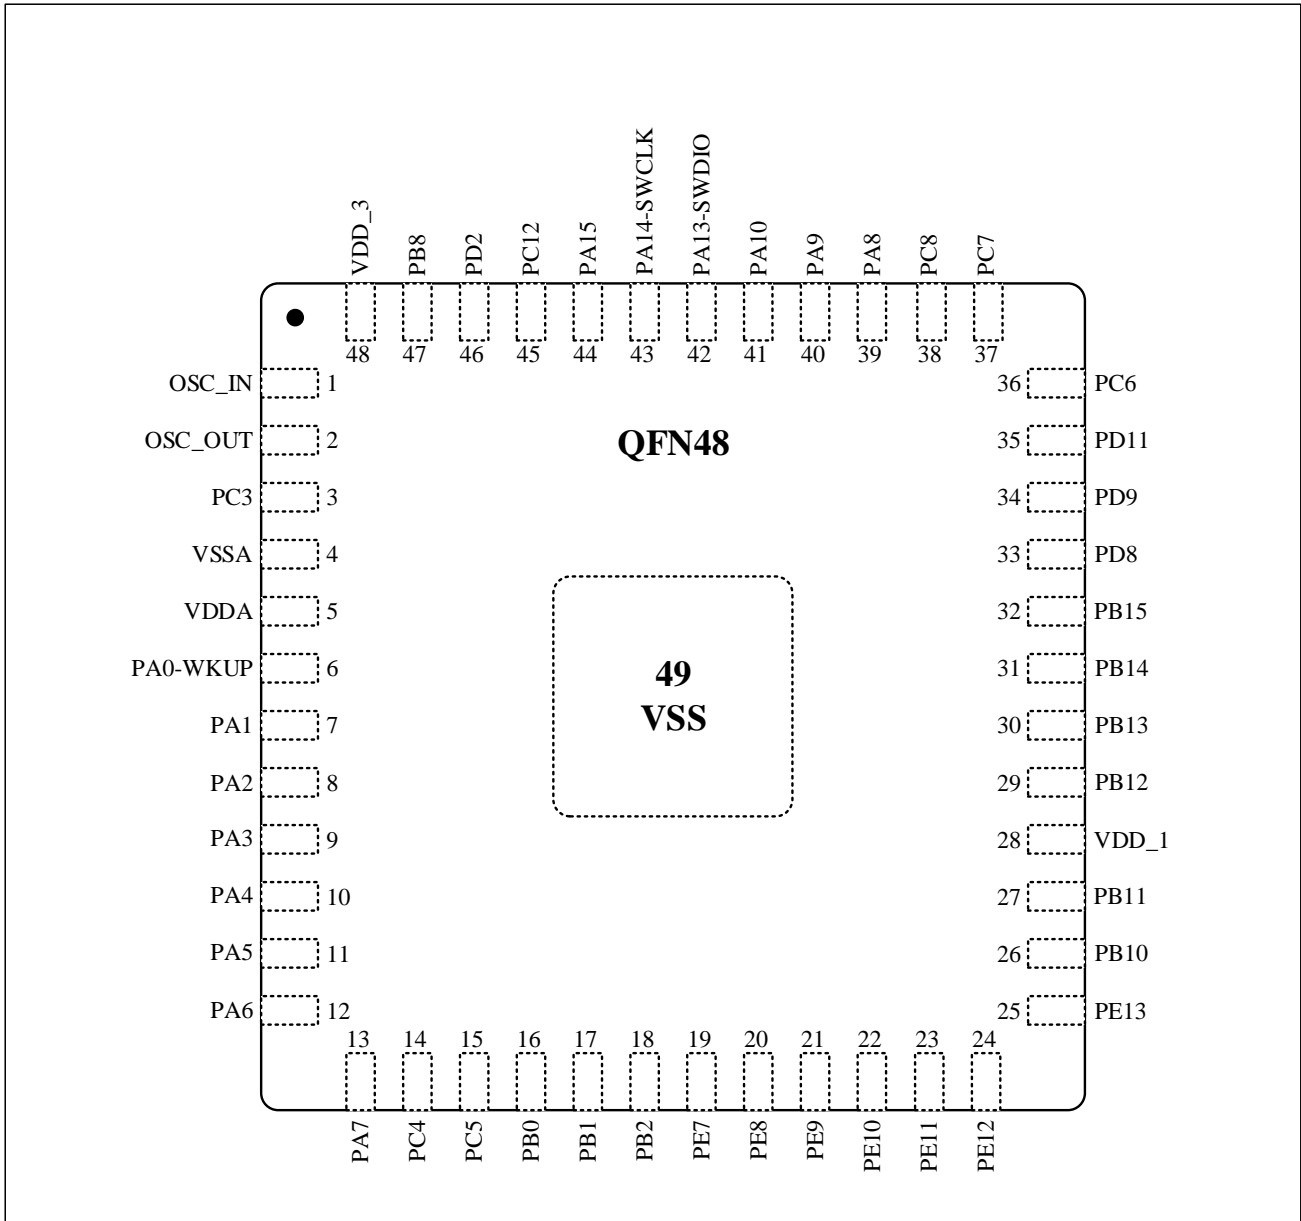 VDD_3
PB8
PD2
PC12
PA15
PA14-SWCLK
PA13-SWDIO
PA10
PA9
PA8
PC8
PC7
48 47 46 45 44 43 42 41 40 39 38 37
OSC_IN 1 36 PC6
OSC_OUT 2 QFN48 35 PD11
PC3 3 34 PD9
VSSA 4 33 PD8
VDDA 5 32 PB15
PA0-WKUP 6 49 31 PB14
VSS
PA1 7 30 PB13
PA2 8 29 PB12
PA3 9 28 VDD_1
PA4 10 27 PB11
PA5 11 26 PB10
PA6 12 25 PE13
13 14 15 16 17 18 19 20 21 22 23 24
PA7
PC4
PC5
PB0
PB1
PB2
PE7
PE8
PE9
PE10
PE11
PE12